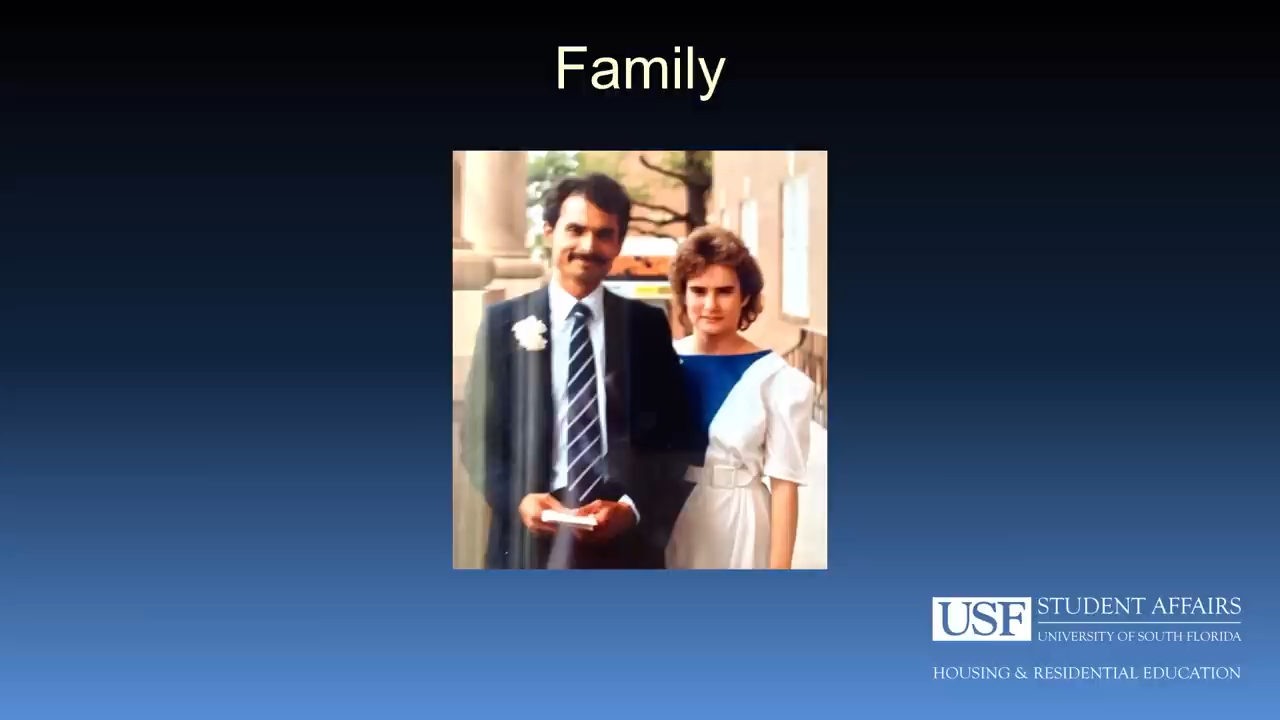 Family
USF STUDENT AFFAIRS
UNIVERSITY OF SOUTH FLORIDA
HOUSING & RESIDENTIAL EDUCATION